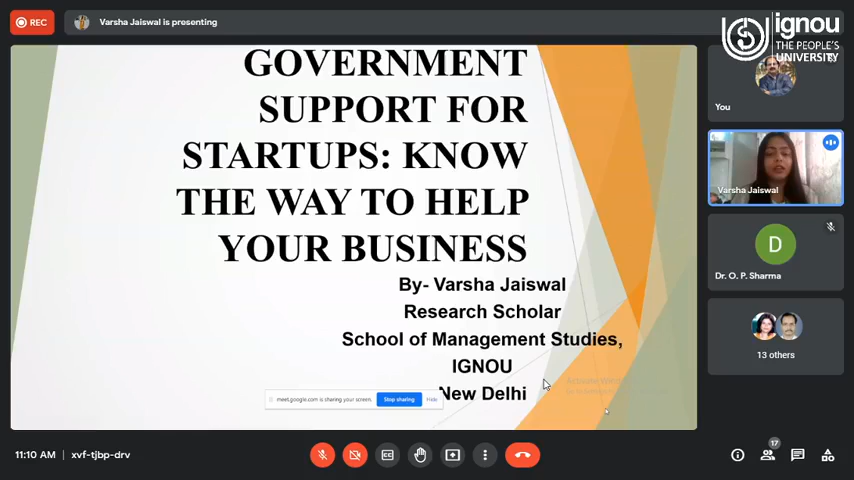 REC
Varsha Jaiswal is presenting
ignou
THE PEOPLE'S
UNIVERSITY
GOVERNMENT
SUPPORT FOR
STARTUPS: KNOW
THE WAY TO HELP
YOUR BUSINESS
By- Varsha Jaiswal
Research Scholar
School of Management Studies,
IGNOU
New Delhi
meet.google.com is sharing your screen.
Stop sharing
Hide
You
Varsha Jaiswal
D
Dr. O. P. Sharma
13 others
11:10 AM
xvf-tjbp-drv
CC
17